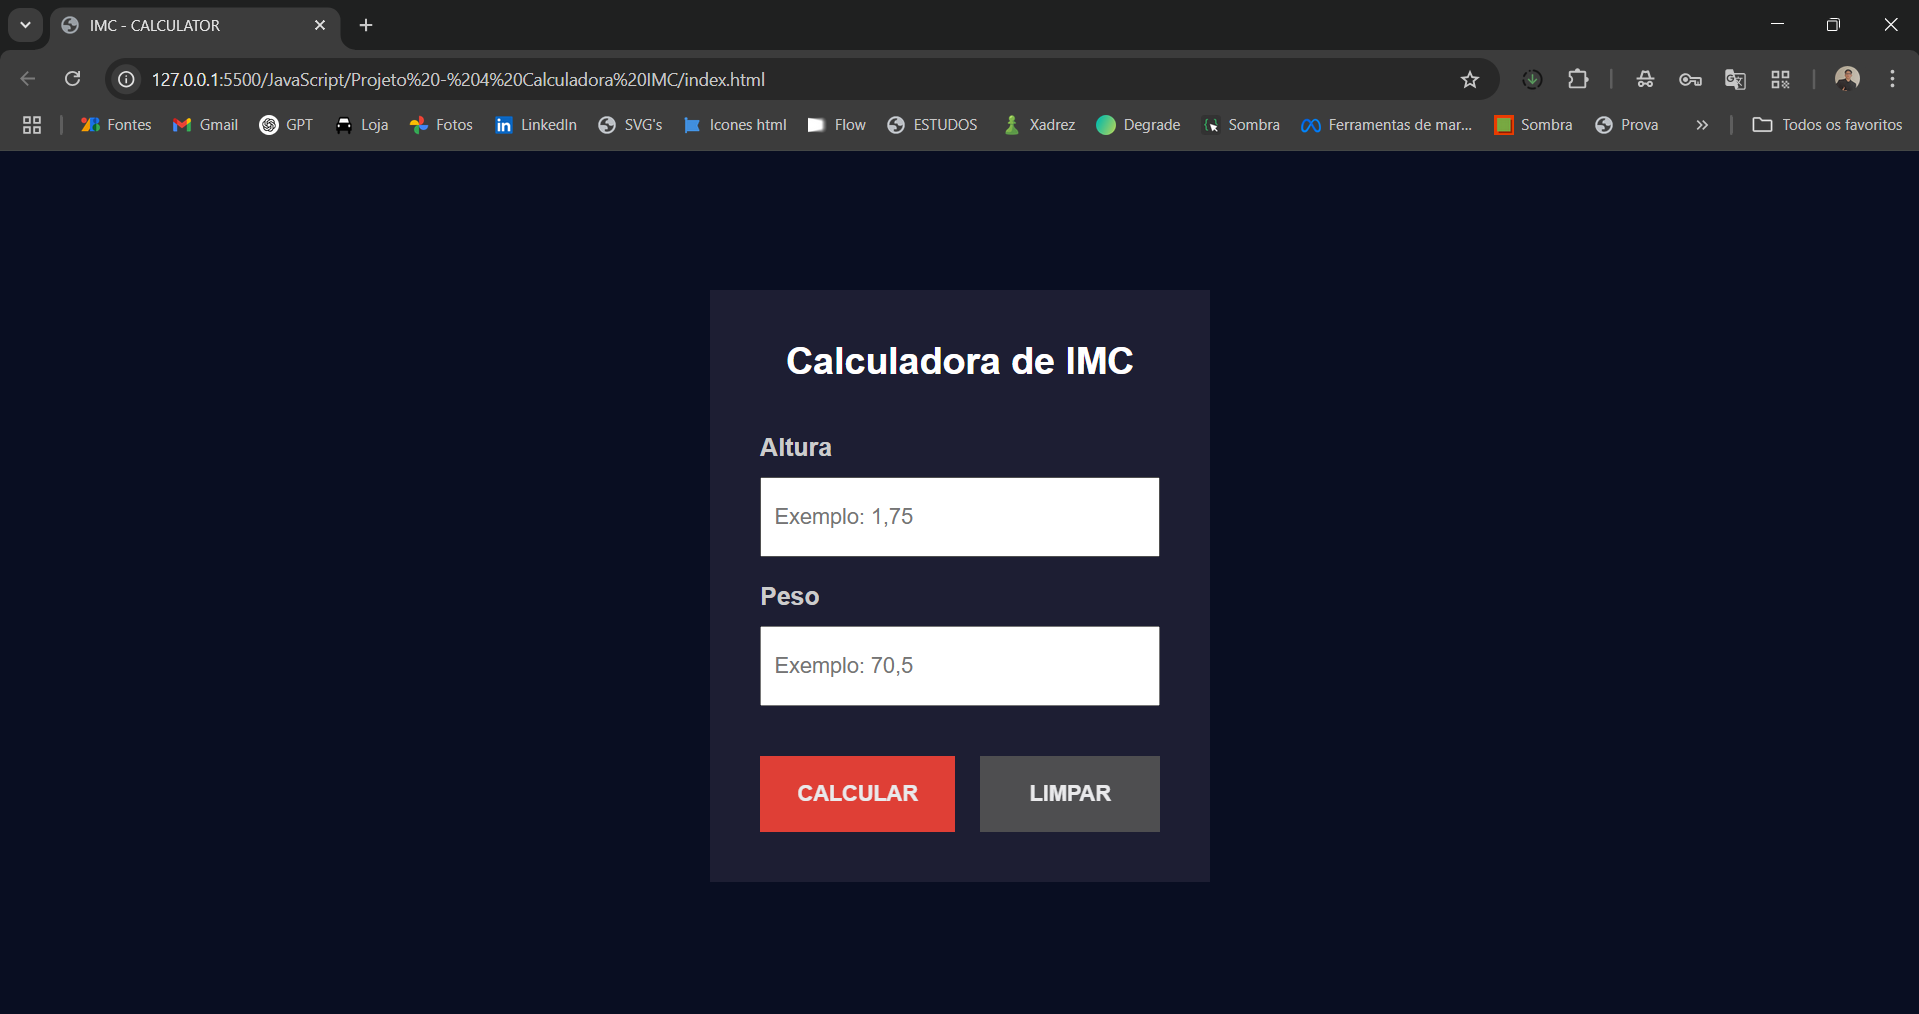 IMC - CALCULATOR
127.0.0.1:5500/JavaScript/Projeto%20-%204%20Calculadora%20IMC/index.html
Fontes Gmail GPT Loja Fotos LinkedIn SVG's Icones html Flow ESTUDOS Xadrez Degrade Sombra Ferramentas de mar... Sombra Prova » Todos os favoritos
Calculadora de IMC
Altura
Exemplo: 1,75
Peso
Exemplo: 70,5
CALCULAR LIMPAR